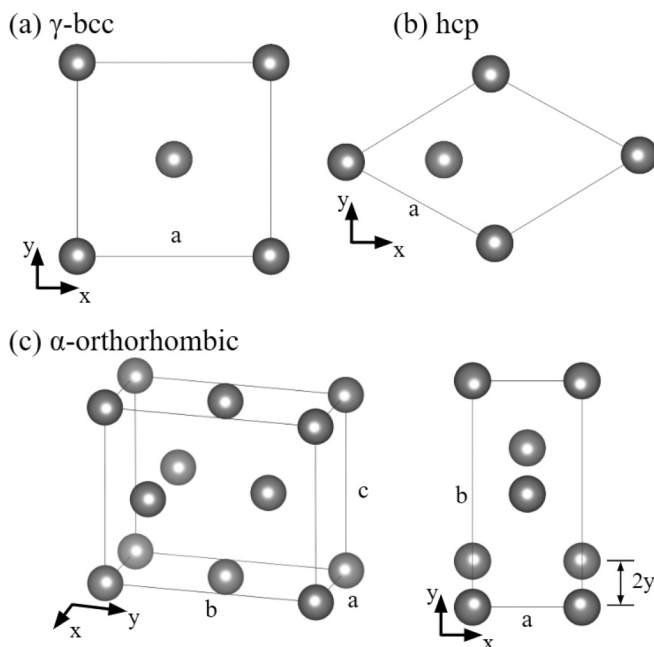 (a) γ-bcc
a
y
x
(b) hcp
a
y
x
(c) α-orthorhombic
c
b
a
y
x
b
2y
a
y
x